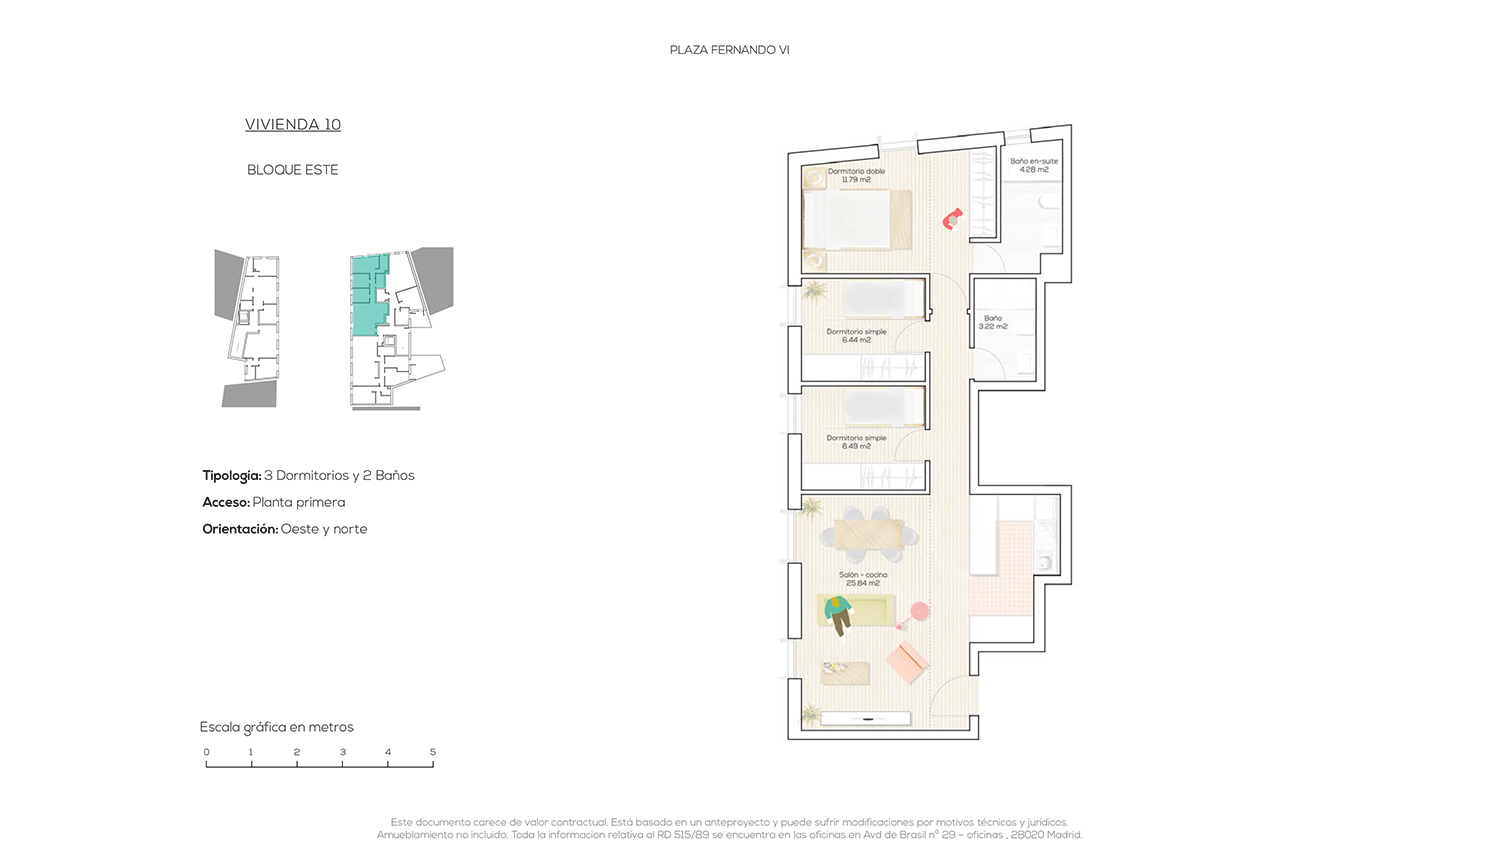 PLAZA FERNANDO VI
VIVIENDA 10
BLOQUE ESTE
Tipología: 3 Dormitorios y 2 Baños
Acceso: Planta primera
Orientación: Oeste y norte
Escala gráfica en metros
0 1 2 3 4 5
Dormitorio doble
11.79 m2
Baño en-suite
4.28 m2
Dormitorio simple
6.44 m2
Baño
3.22 m2
Dormitorio simple
6.49 m2
Salón - cocina
25.84 m2
Este documento carece de valor contractual. Está basado en un anteproyecto y puede sufrir modificaciones por motivos técnicos y jurídicos.
Amueblamiento no incluido. Toda la informacion relativa al RD 515/89 se encuentra en las oficinas en Avd de Brasil nº 29 – oficinas , 28020 Madrid.